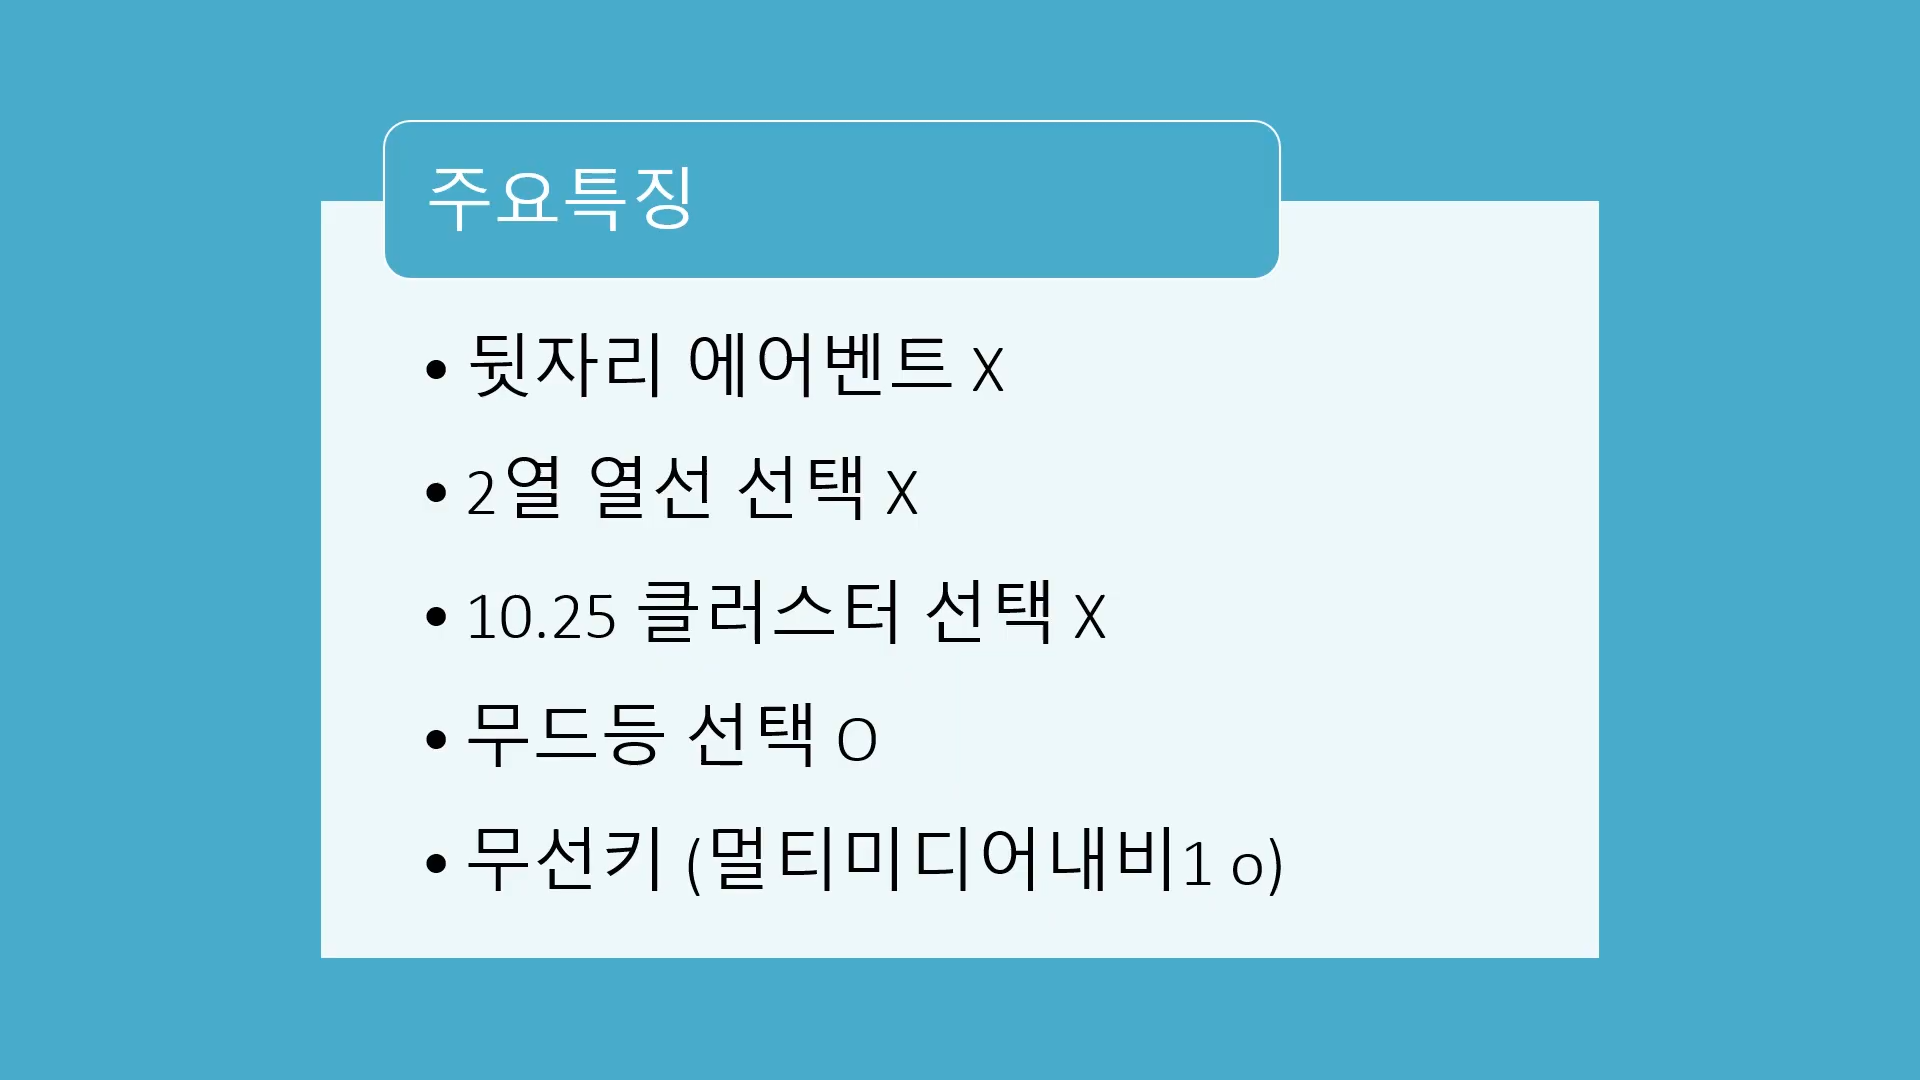 주요특징
• 뒷자리 에어벤트 X
• 2열 열선 선택 X
• 10.25 클러스터 선택 X
• 무드등 선택 O
• 무선키 (멀티미디어내비1 o)